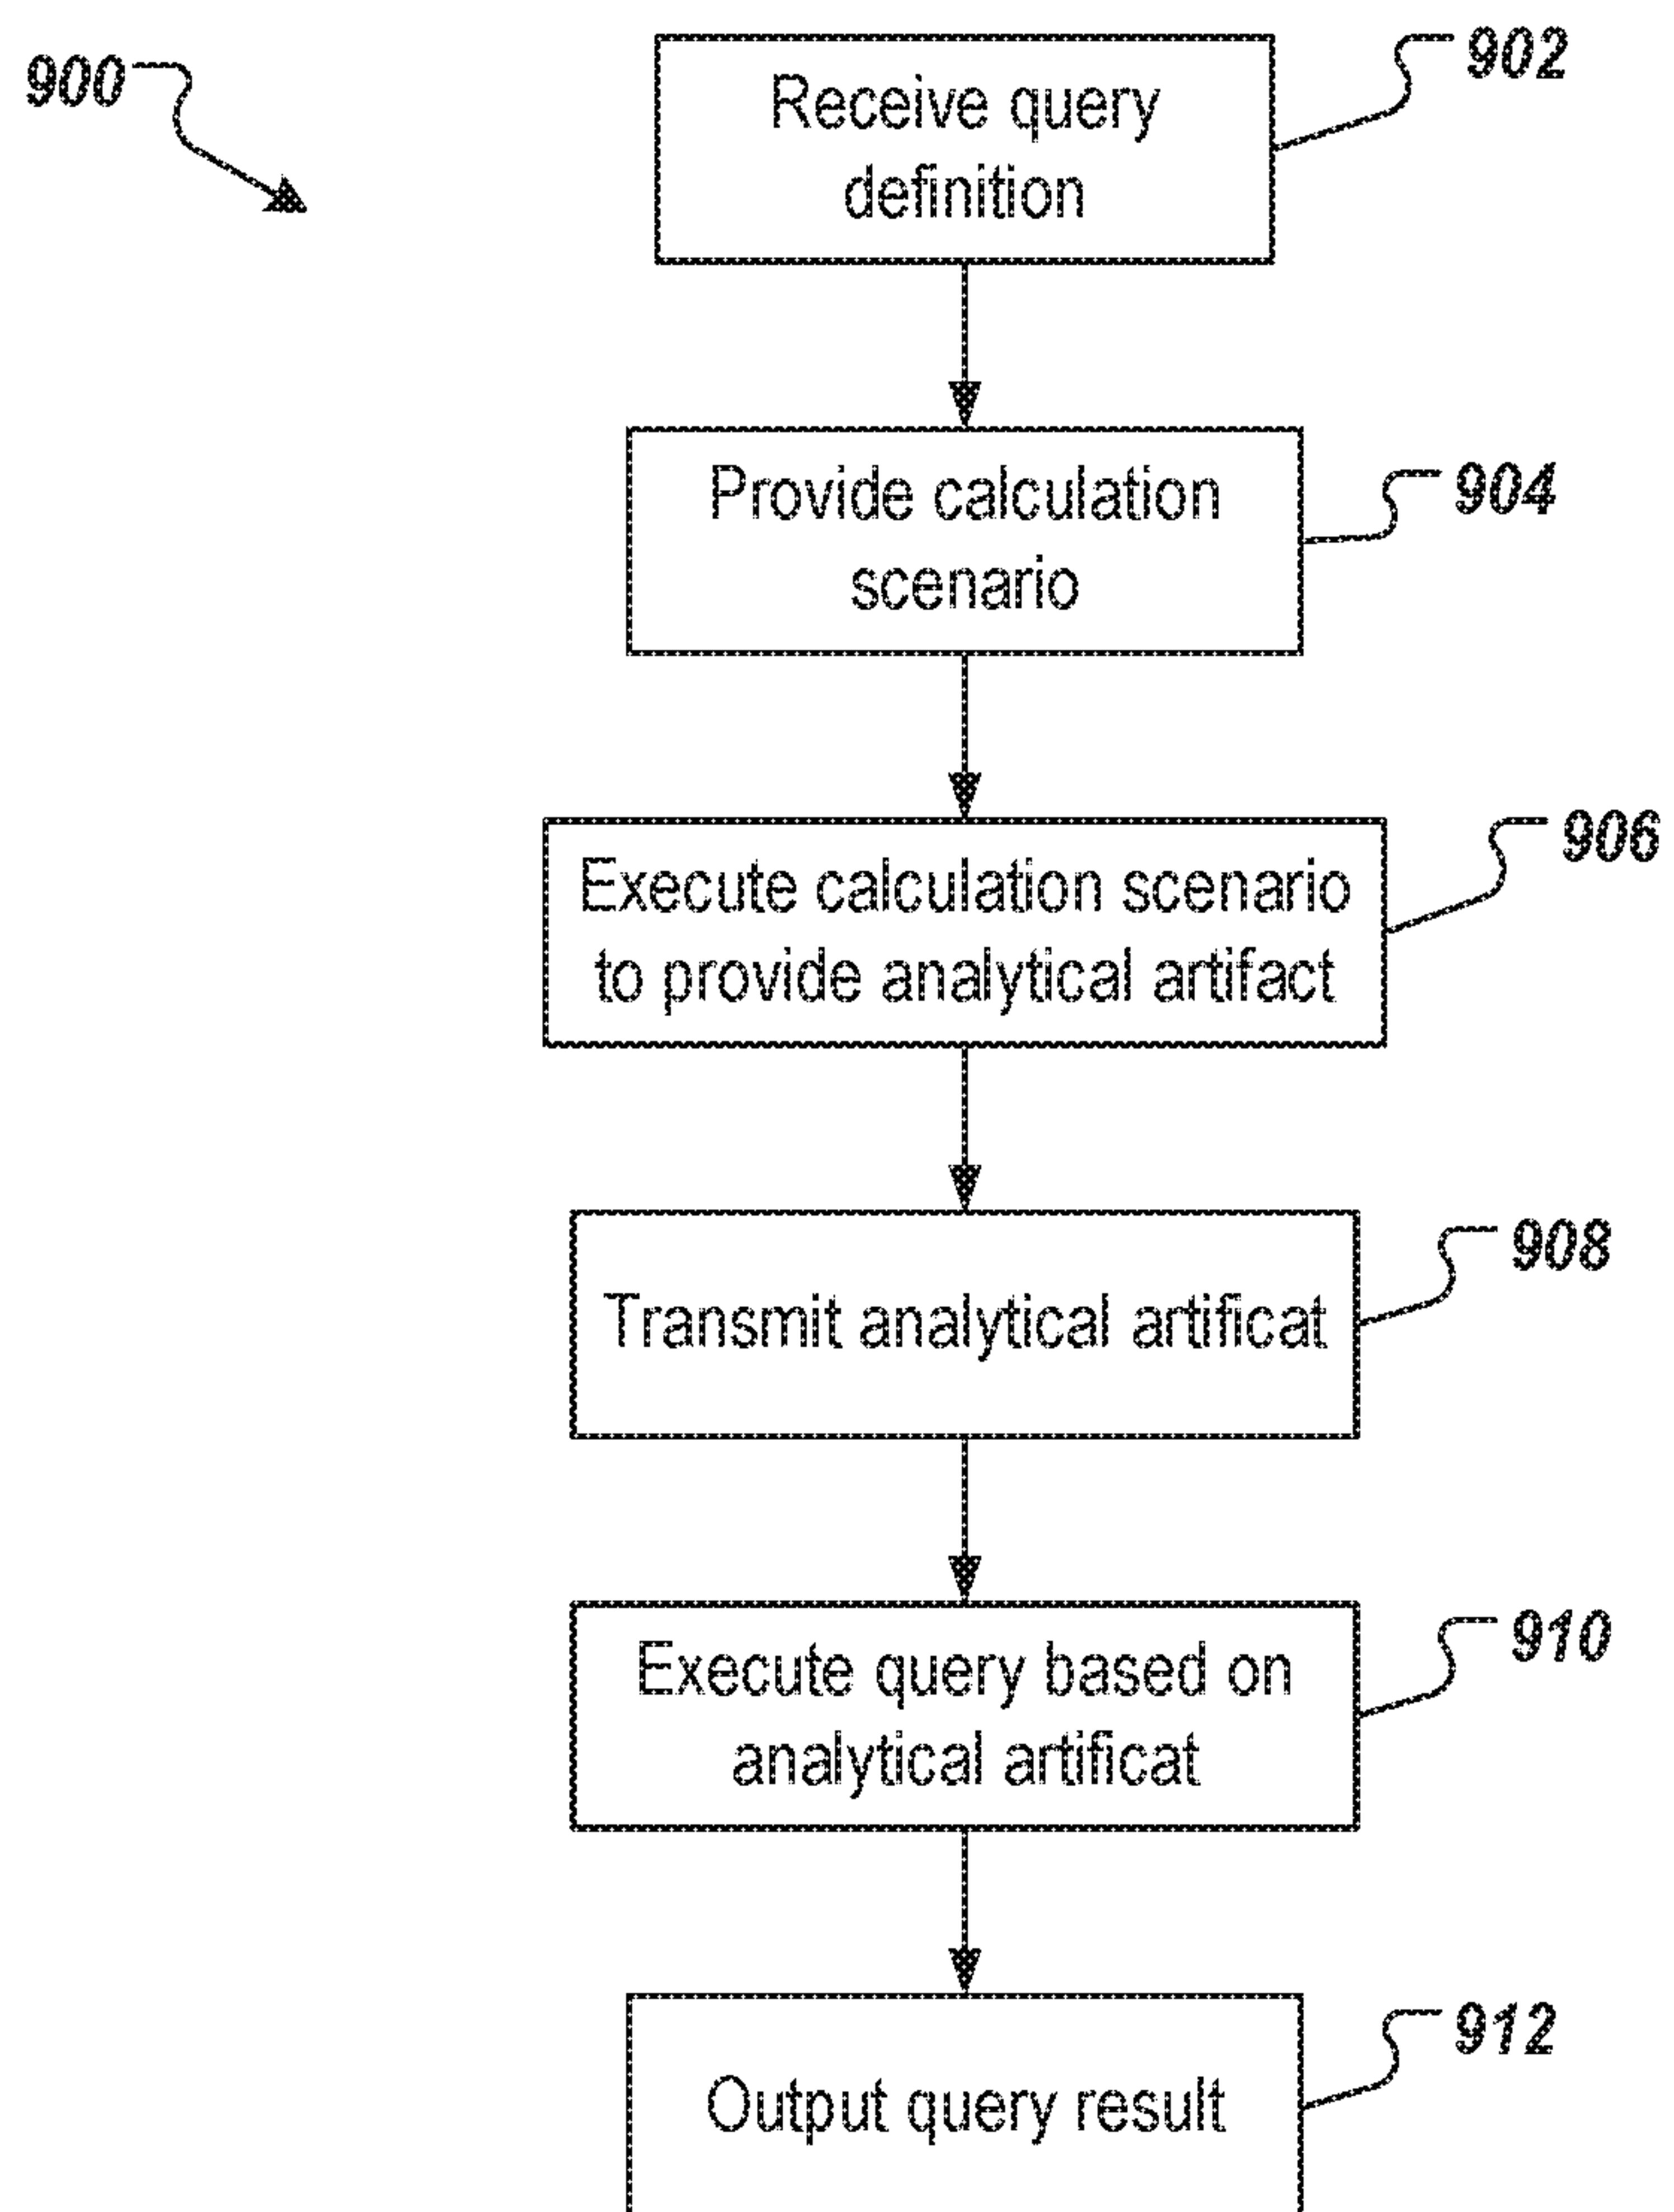 900
902
Receive query
definition
904
Provide calculation
scenario
906
Execute calculation scenario
to provide analytical artifact
908
Transmit analytical artificat
910
Execute query based on
analytical artificat
912
Output query result